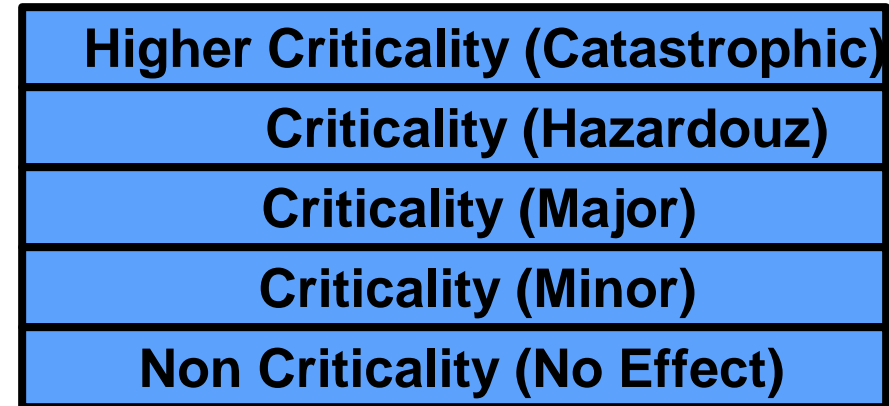 Higher Criticality (Catastrophic)
Criticality (Hazardouz)
Criticality (Major)
Criticality (Minor)
Non Criticality (No Effect)